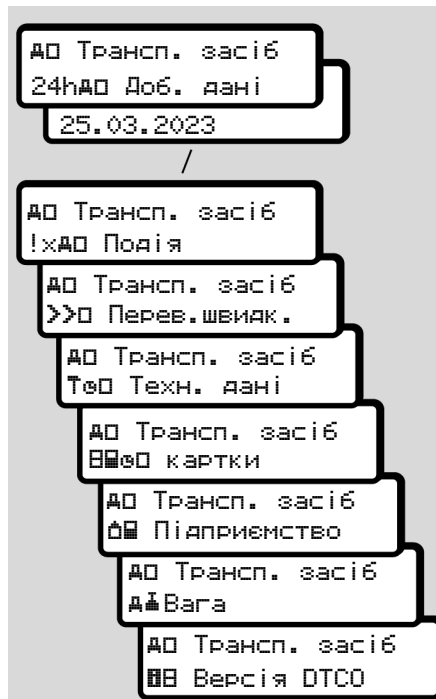 Трансп. засіб
24h Доб. дані
25.03.2023
/
Трансп. засіб
!x Подія
Трансп. засіб
>> Перев.швидк.
Трансп. засіб
Техн. дані
Трансп. засіб
картки
Трансп. засіб
Підприємство
Трансп. засіб
Вага
Трансп. засіб
Версія DTCO